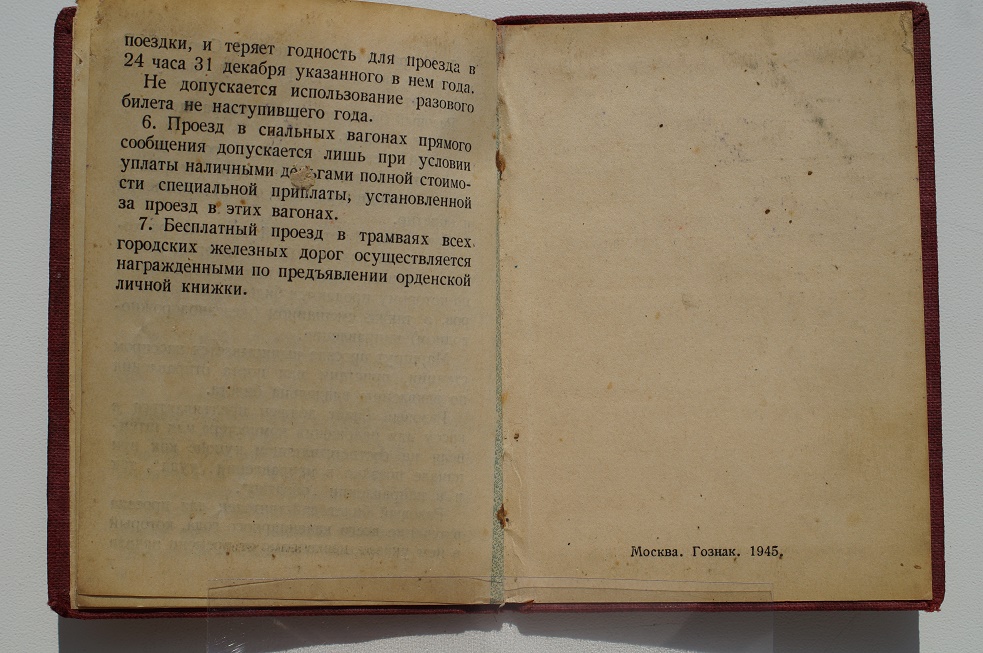 поездки, и теряет годность для проезда в
24 часа 31 декабря указанного в нем года.
Не допускается использование разового
билета не наступившего года.
6. Проезд в спальных вагонах прямого
сообщения допускается лишь при условии
уплаты наличными деньгами полной стоимо-
сти специальной приплаты, установленной
за проезд в этих вагонах.
7. Бесплатный проезд в трамваях всех
городских железных дорог осуществляется
награжденными по предъявлении орденской
личной книжки.
Москва. Гознак. 1945.